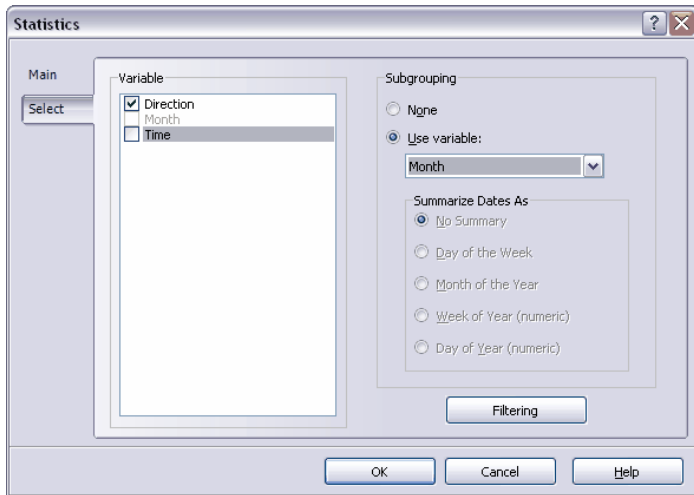 Statistics
Main
Select
Variable
Direction
Month
Time
Subgrouping
None
Use variable:
Month
Summarize Dates As
No Summary
Day of the Week
Month of the Year
Week of Year (numeric)
Day of Year (numeric)
Filtering
OK
Cancel
Help